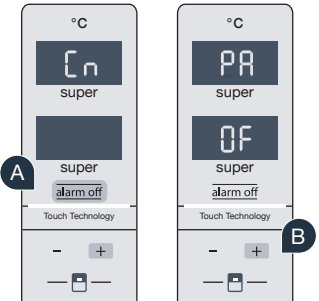 °C
Cn
super
super
A
alarm off
Touch Technology
- +
°C
PA
super
OF
super
alarm off
Touch Technology
- +
B